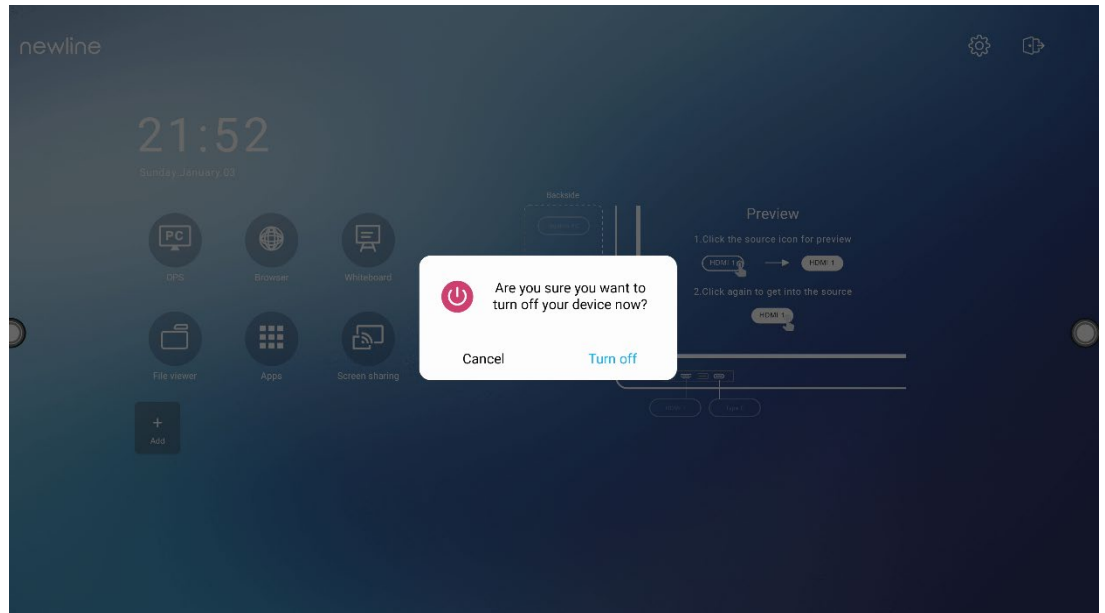 newline
21:52
Sunday,January 03
PC
OPS
Browser
Whiteboard
File viewer
Apps
Screen sharing
+
Add
Backside
Preview
1.Click the source icon for preview
HDMI 1
HDMI 1
2.Click again to get into the source
HDMI 1
Are you sure you want to
turn off your device now?
Cancel
Turn off